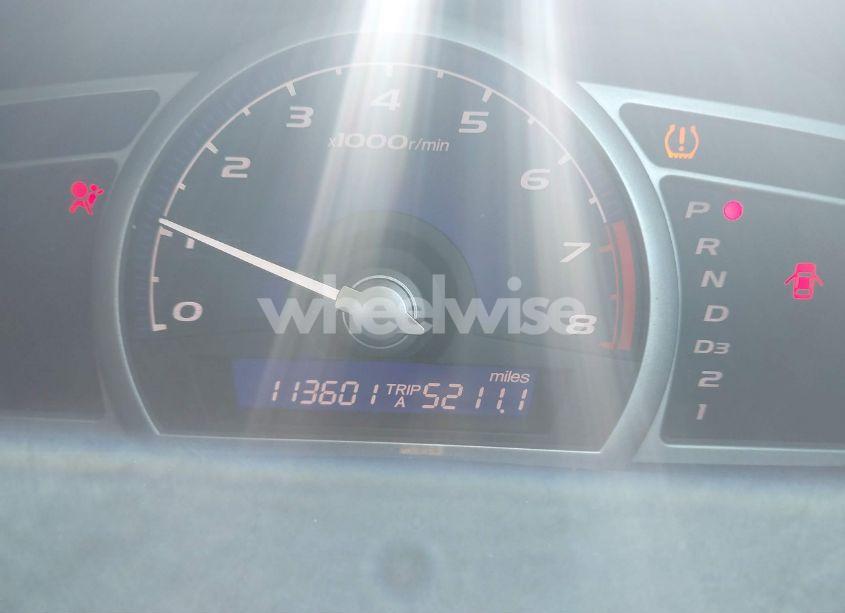 4
3 5
x1000r/min
2 6
P
R
1 7
N
wheelwise
0 8
D
D3
miles
113601 TRIP A 5211.1
2
1